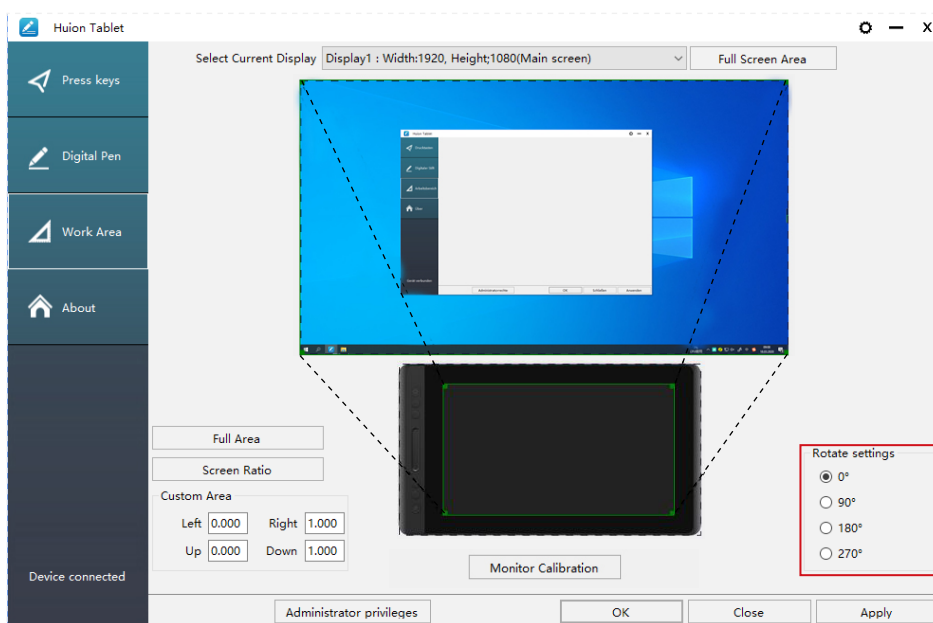 Huion Tablet
X
Select Current Display Display1 : Width:1920, Height;1080(Main screen) Full Screen Area
Press keys
Digital Pen
Work Area
About
Huion Tablet
Full Area
Screen Ratio
Custom Area
Left 0.000 Right 1.000
Up 0.000 Down 1.000
Rotate settings
0°
90°
180°
270°
Monitor Calibration
Device connected
Administrator privileges OK Close Apply